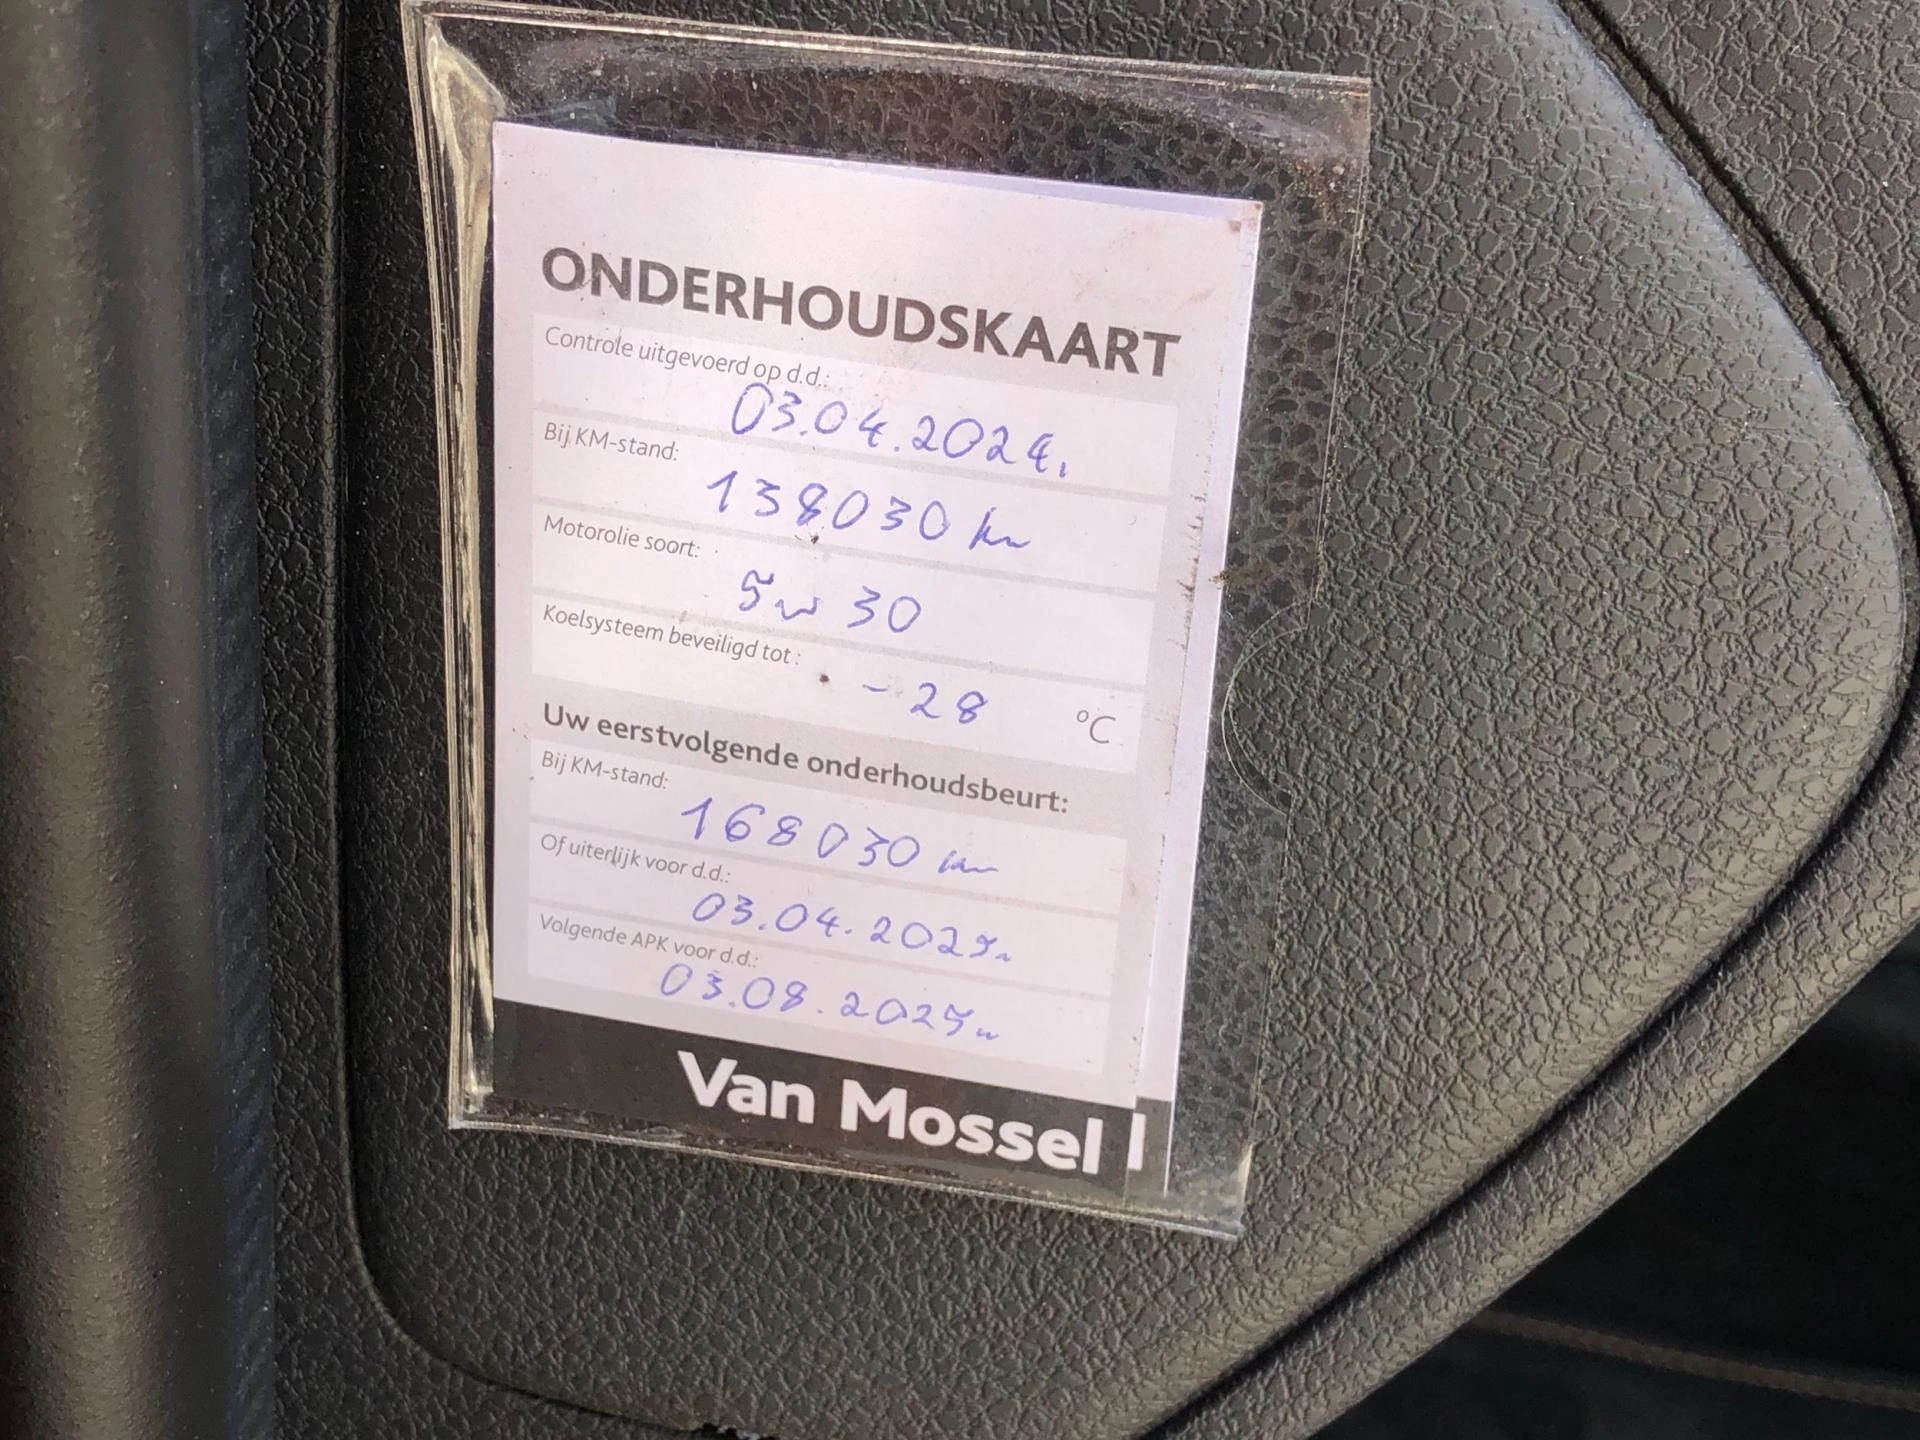 ONDERHOUDSKAART
Controle uitgevoerd op d.d.:
03.04.2024.
Bij KM-stand:
138030 km
Motorolie soort:
5w 30
Koelsysteem beveiligd tot :
-28 °C
Uw eerstvolgende onderhoudsbeurt:
Bij KM-stand:
168030 km
Of uiterlijk voor d.d.:
03.04.2025.
Volgende APK voor d.d.:
03.08.2025.
Van Mossel